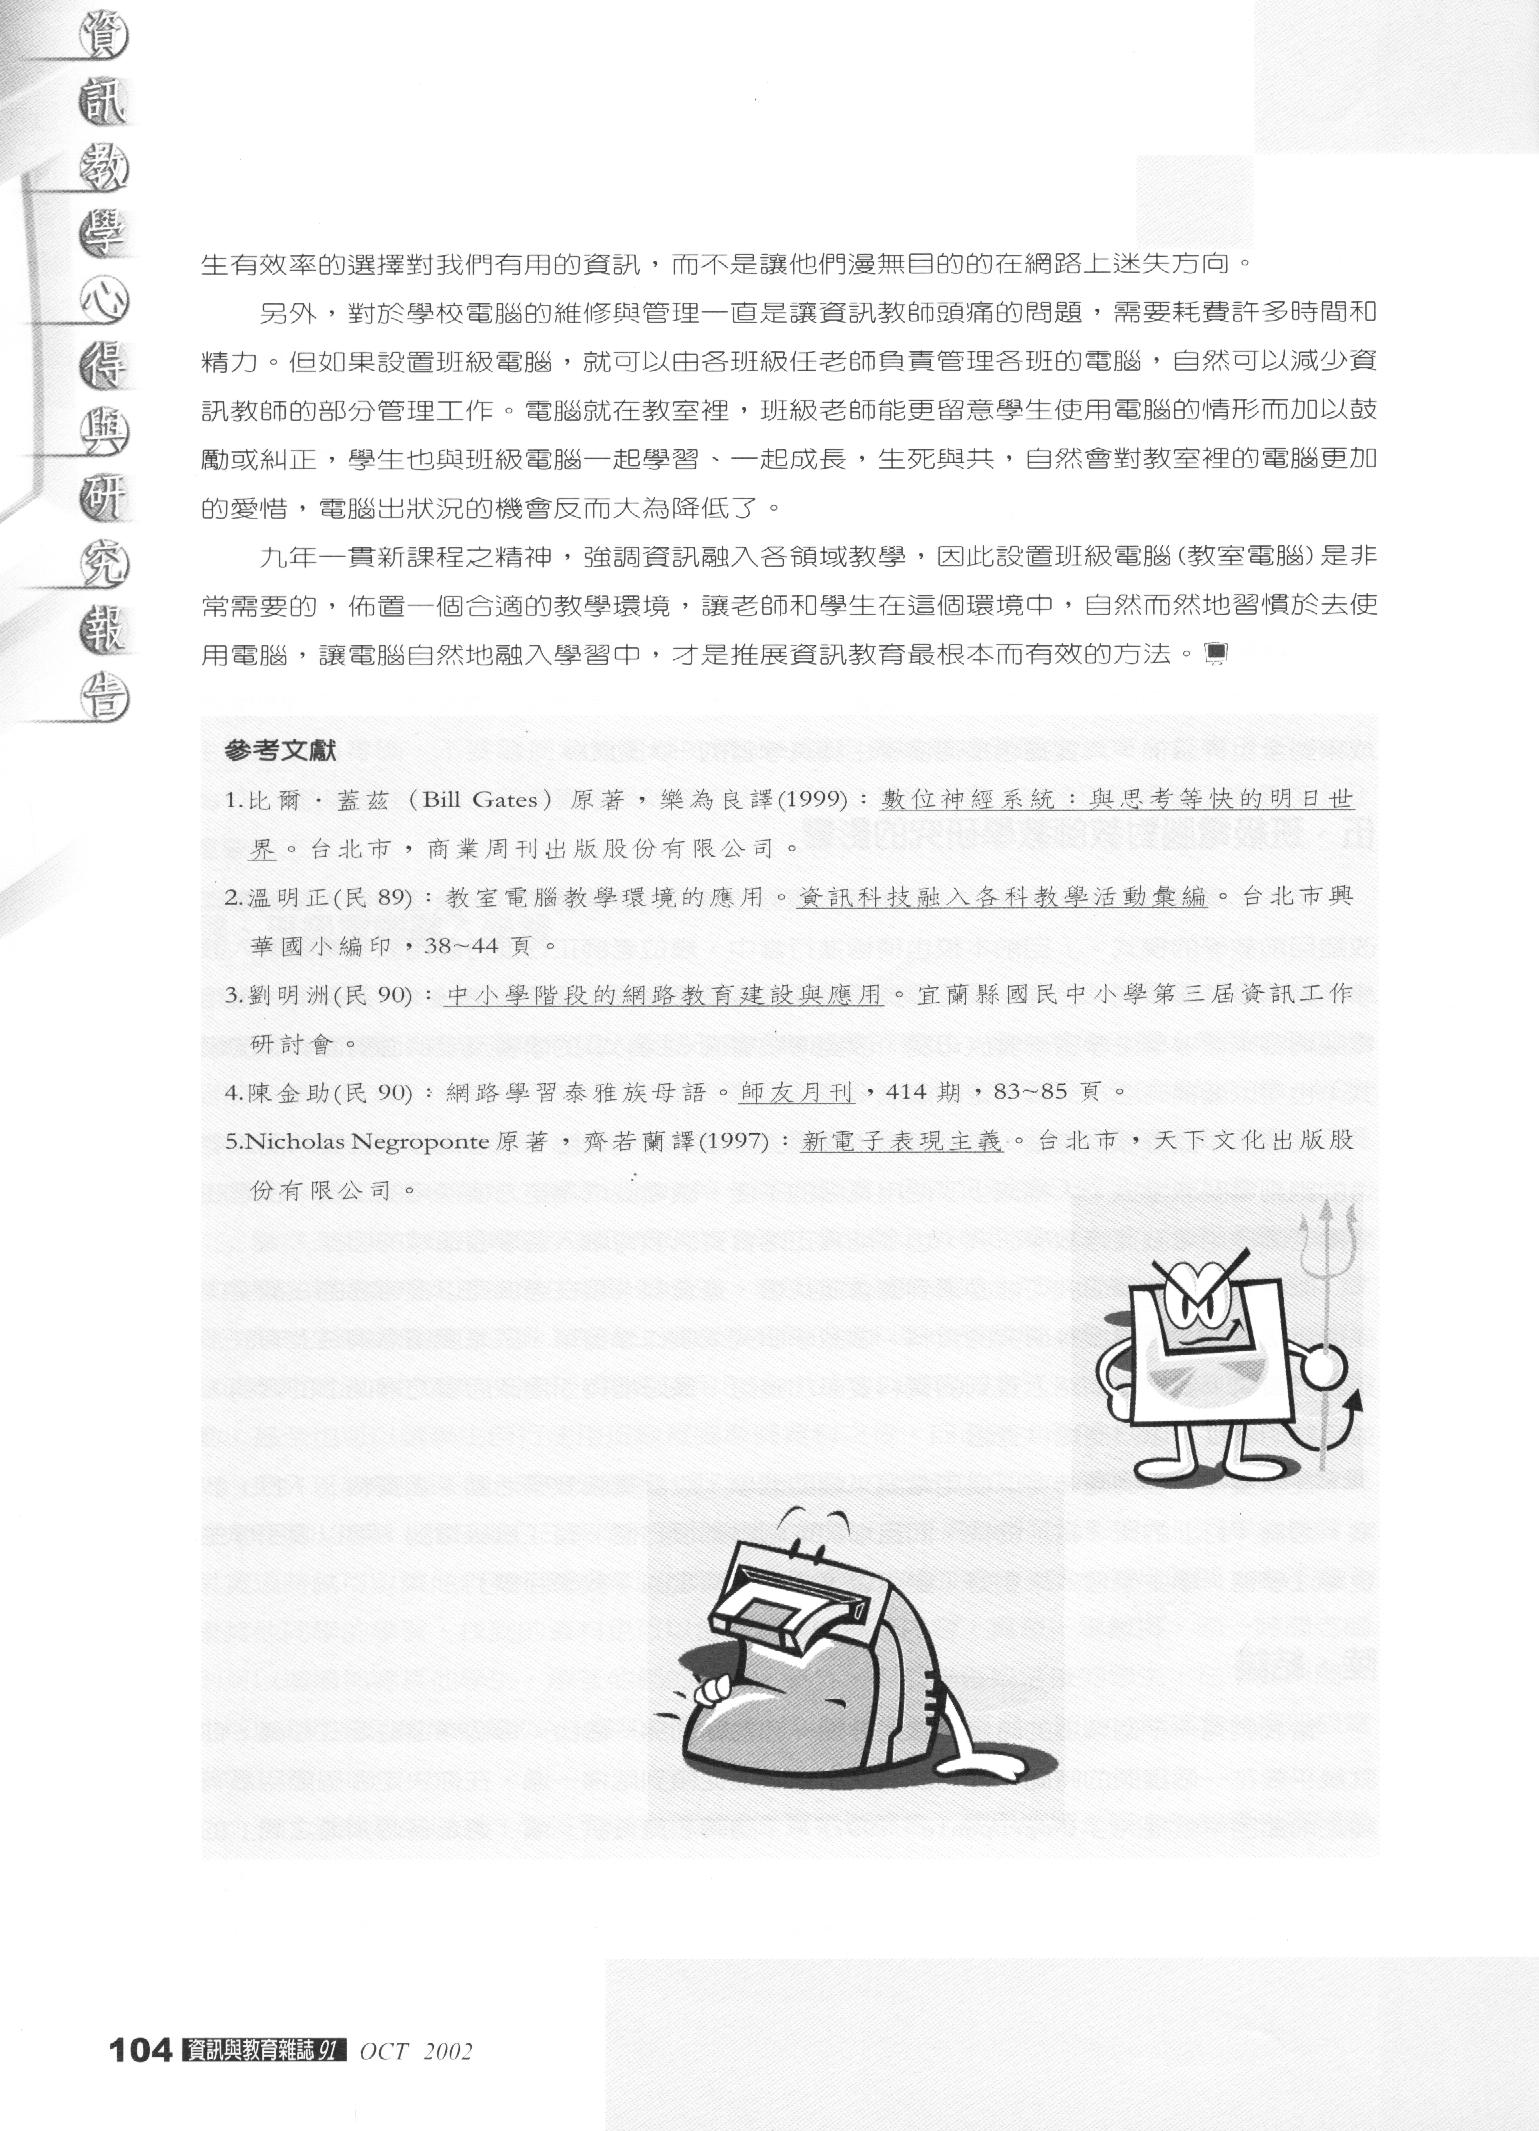 資訊教學心得與研究報告
生有效率的選擇對我們有用的資訊，而不是讓他們漫無目的的在網路上迷失方向。
另外，對於學校電腦的維修與管理一直是讓資訊教師頭痛的問題，需要耗費許多時間和
精力。但如果設置班級電腦，就可以由各班級任老師負責管理各班的電腦，自然可以減少資
訊教師的部分管理工作。電腦就在教室裡，班級老師能更留意學生使用電腦的情形而加以鼓
勵或糾正，學生也與班級電腦一起學習、一起成長，生死與共，自然會對教室裡的電腦更加
的愛惜，電腦出狀況的機會反而大為降低了。
九年一貫新課程之精神，強調資訊融入各領域教學，因此設置班級電腦(教室電腦)是非
常需要的，佈置一個合適的教學環境，讓老師和學生在這個環境中，自然而然地習慣於去使
用電腦，讓電腦自然地融入學習中，才是推展資訊教育最根本而有效的方法。
參考文獻
1.比爾．蓋茲（Bill Gates）原著，樂為良譯(1999)：數位神經系統：與思考等快的明日世
界。台北市，商業周刊出版股份有限公司。
2.溫明正(民 89)：教室電腦教學環境的應用。資訊科技融入各科教學活動彙編。台北市興
華國小編印，38~44 頁。
3.劉明洲(民 90)：中小學階段的網路教育建設與應用。宜蘭縣國民中小學第三屆資訊工作
研討會。
4.陳金助(民 90)：網路學習泰雅族母語。師友月刊，414 期，83~85 頁。
5.Nicholas Negroponte原著，齊若蘭譯(1997)：新電子表現主義。台北市，天下文化出版股
份有限公司。
104 資訊與教育雜誌 91 OCT 2002